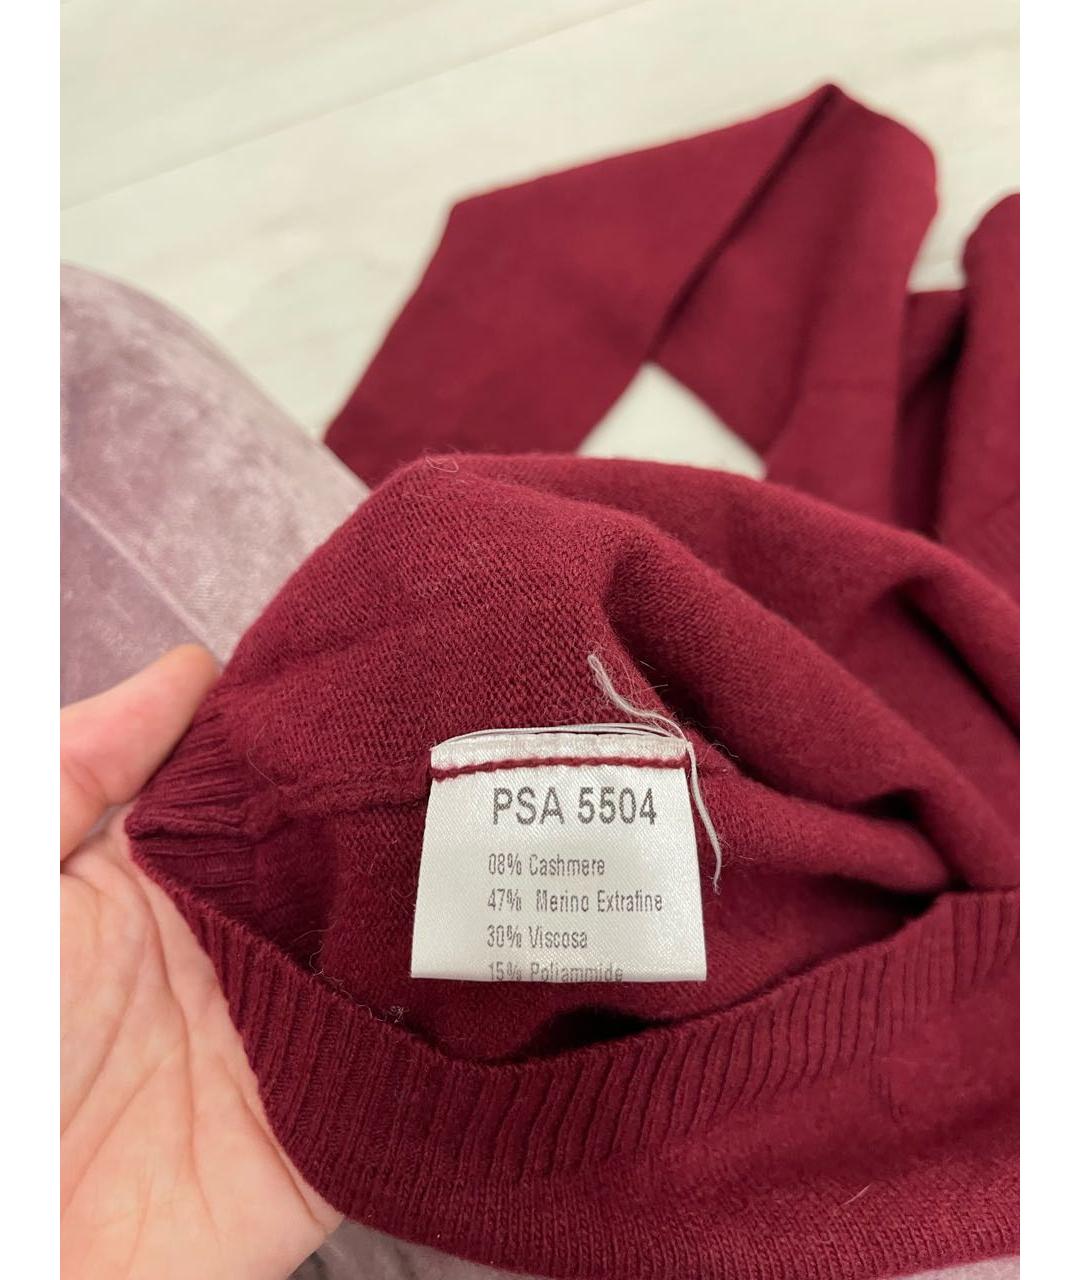 PSA 5504
08% Cashmere
47% Merino Extrafine
30% Viscosa
15% Poliammide